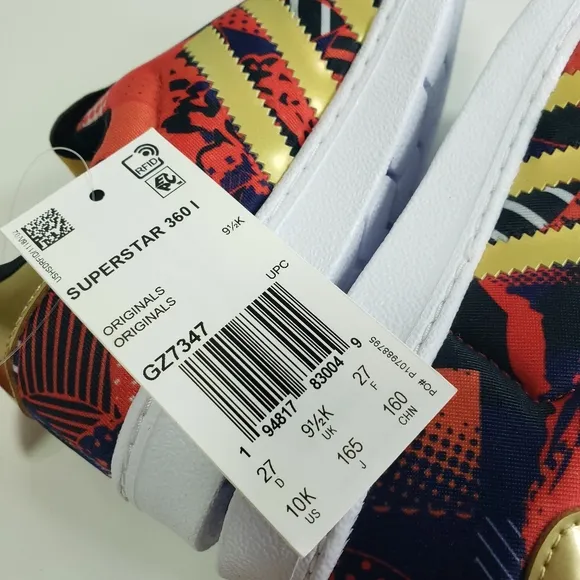 RFID
SUPERSTAR 360 I
9½K
ORIGINALS
ORIGINALS
GZ7347
UPC
1 94817 83004 9
27 D
9½K UK
27 F
10K US
165 J
160 CHN
PO# P107988795